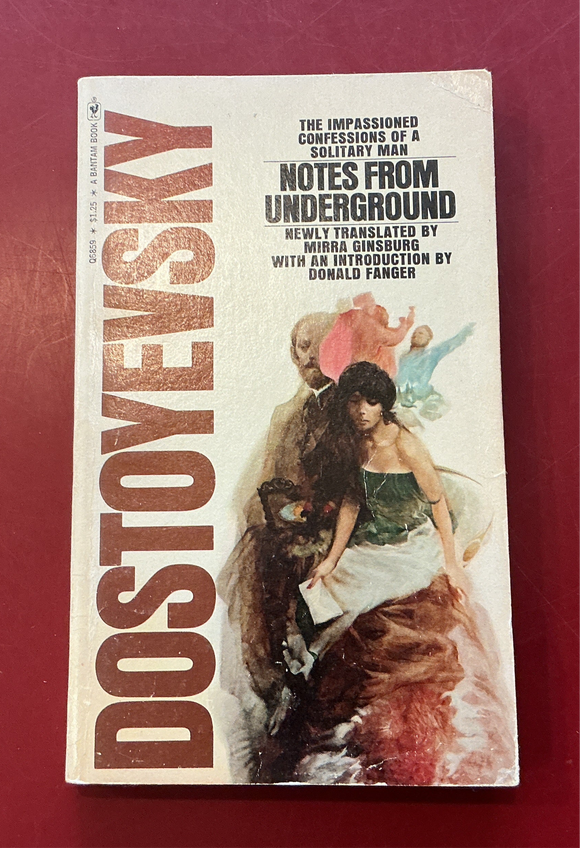 Q5859 * $1.25 * A BANTAM BOOK
DOSTOYEVSKY
THE IMPASSIONED
CONFESSIONS OF A
SOLITARY MAN
NOTES FROM
UNDERGROUND
NEWLY TRANSLATED BY
MIRRA GINSBURG
WITH AN INTRODUCTION BY
DONALD FANGER